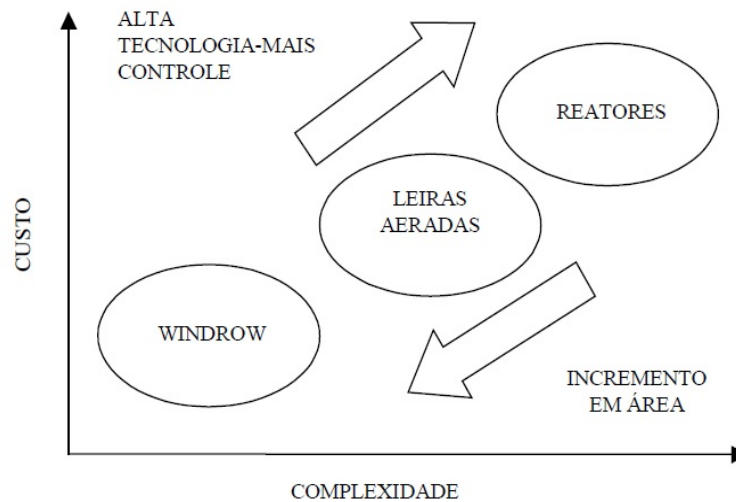 ALTA
TECNOLOGIA-MAIS
CONTROLE
REATORES
LEIRAS
AERADAS
CUSTO
WINDROW
INCREMENTO
EM ÁREA
COMPLEXIDADE